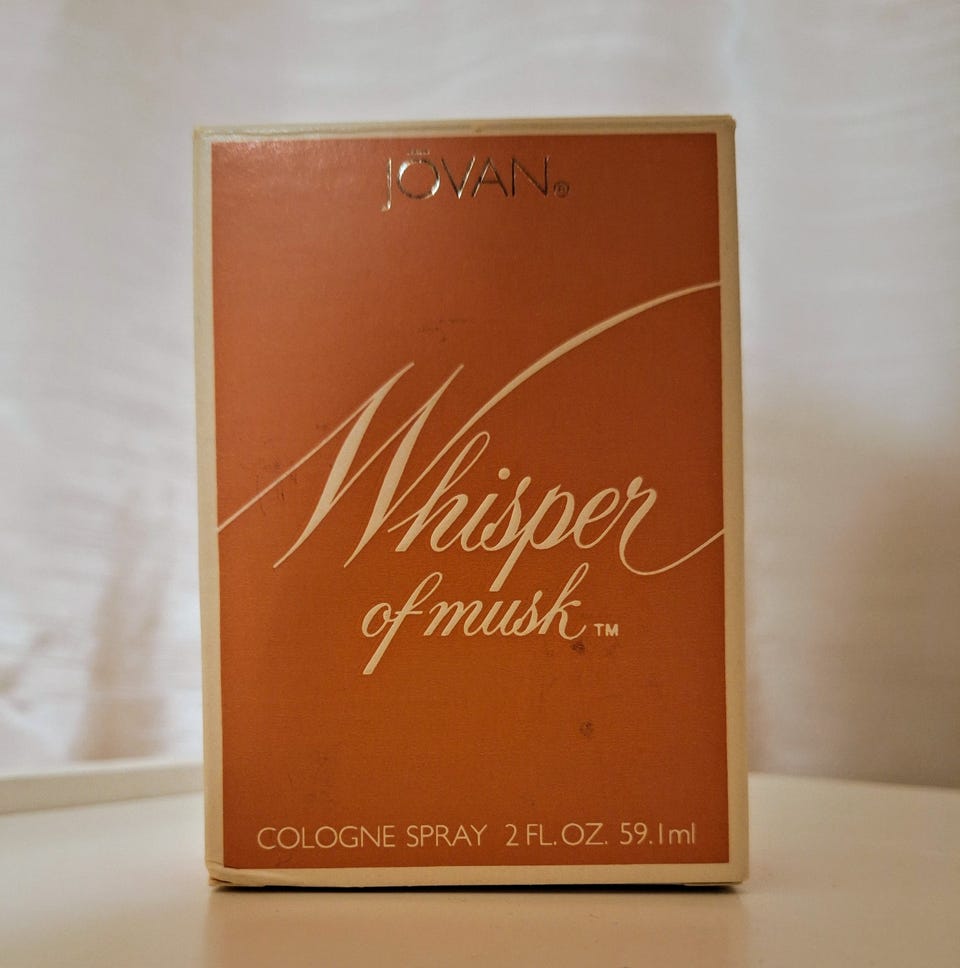 JŌVAN®
Whisper
of musk™
COLOGNE SPRAY 2 FL. OZ. 59.1ml